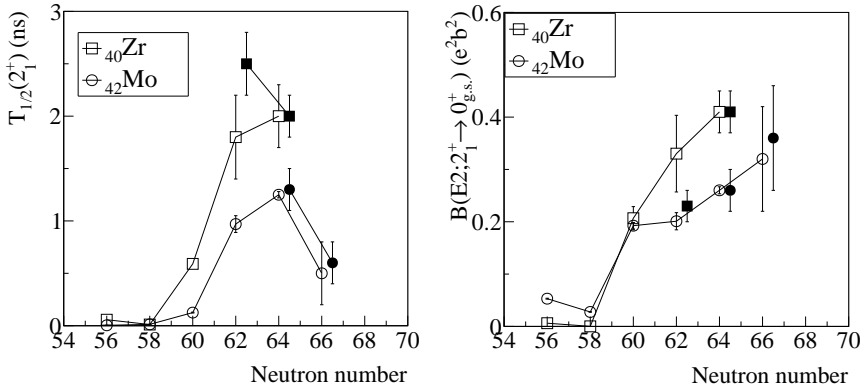 T1/2(2+1) (ns)
3
2
1
0
₄₀Zr
₄₂Mo
54 56 58 60 62 64 66 68 70
Neutron number
B(E2;2+1→0+g.s.) (e²b²)
0.6
0.4
0.2
0
₄₀Zr
₄₂Mo
54 56 58 60 62 64 66 68 70
Neutron number